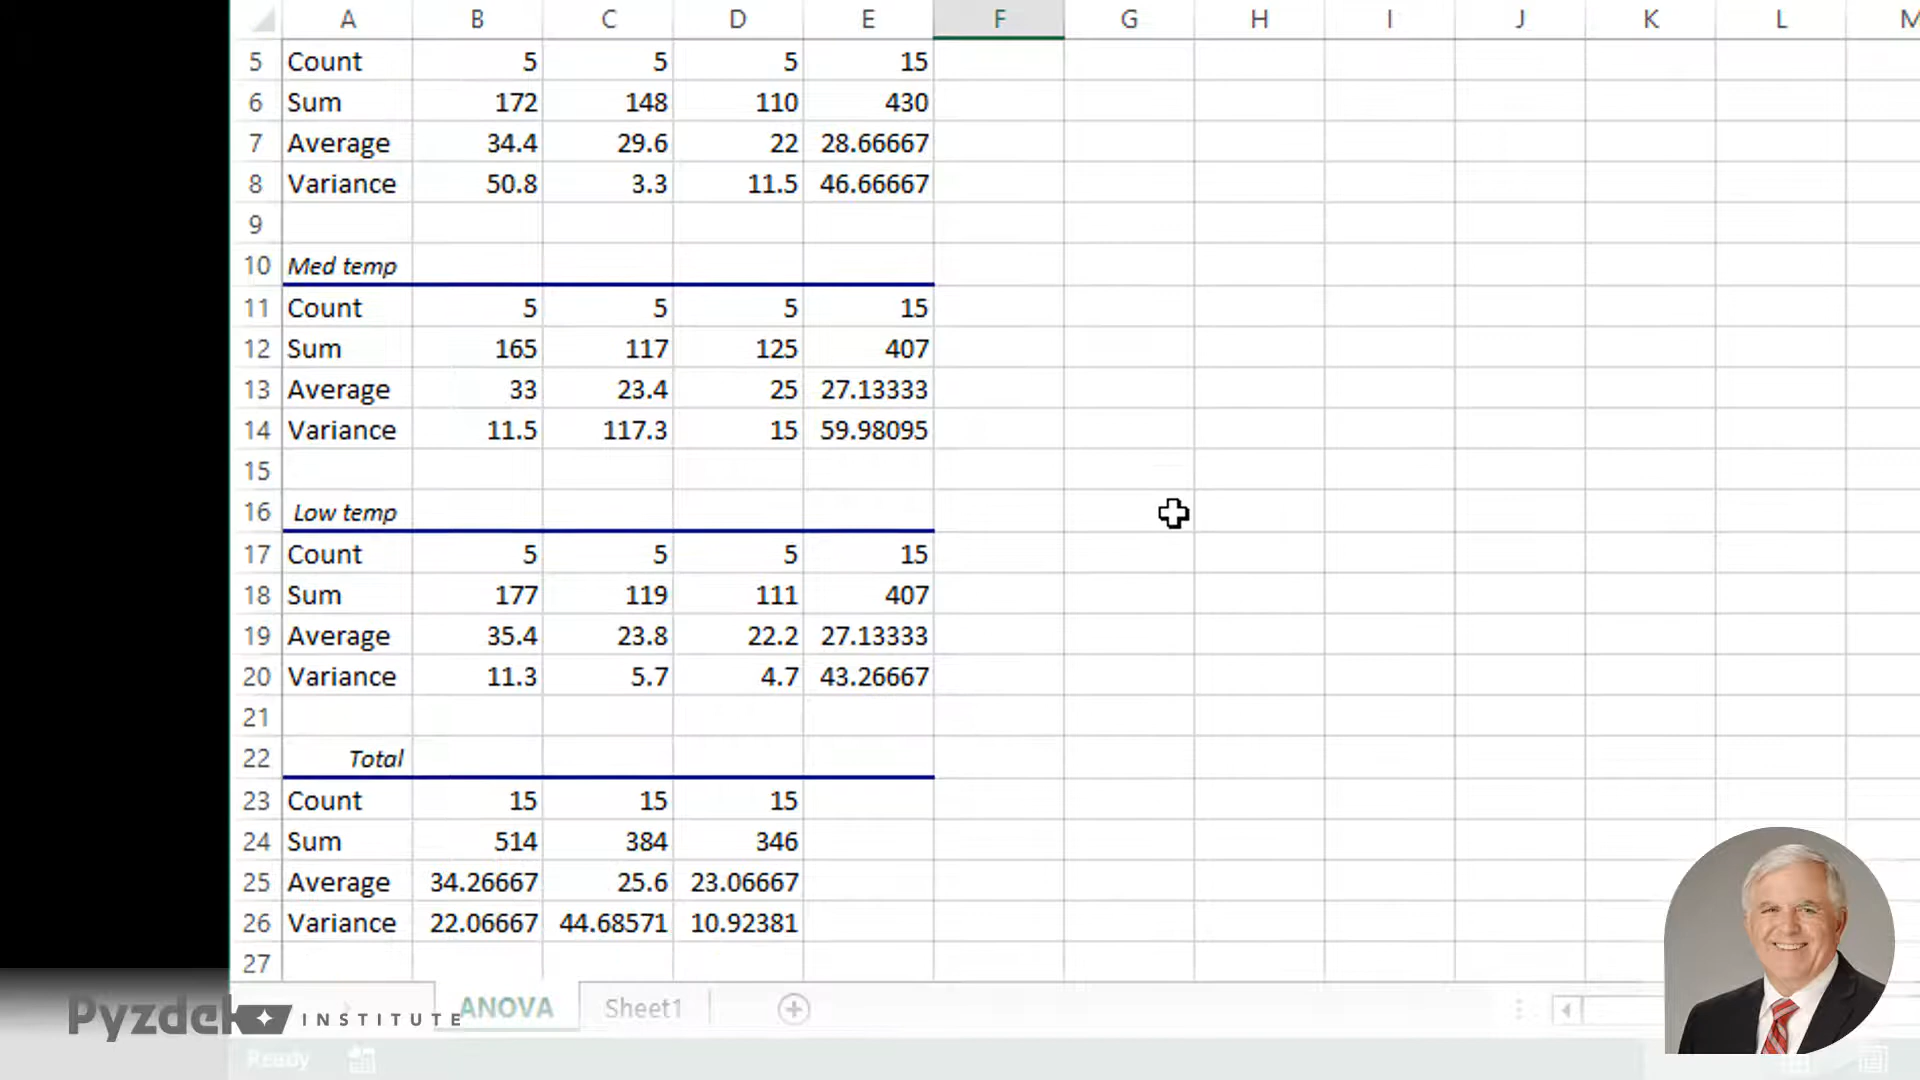 A B C D E F G H I J K L M
5 Count 5 5 5 15
6 Sum 172 148 110 430
7 Average 34.4 29.6 22 28.66667
8 Variance 50.8 3.3 11.5 46.66667
9
10 Med temp
11 Count 5 5 5 15
12 Sum 165 117 125 407
13 Average 33 23.4 25 27.13333
14 Variance 11.5 117.3 15 59.98095
15
16 Low temp
17 Count 5 5 5 15
18 Sum 177 119 111 407
19 Average 35.4 23.8 22.2 27.13333
20 Variance 11.3 5.7 4.7 43.26667
21
22 Total
23 Count 15 15 15
24 Sum 514 384 346
25 Average 34.26667 25.6 23.06667
26 Variance 22.06667 44.68571 10.92381
27
ANOVA Sheet1
Pyzdek INSTITUTE
Ready